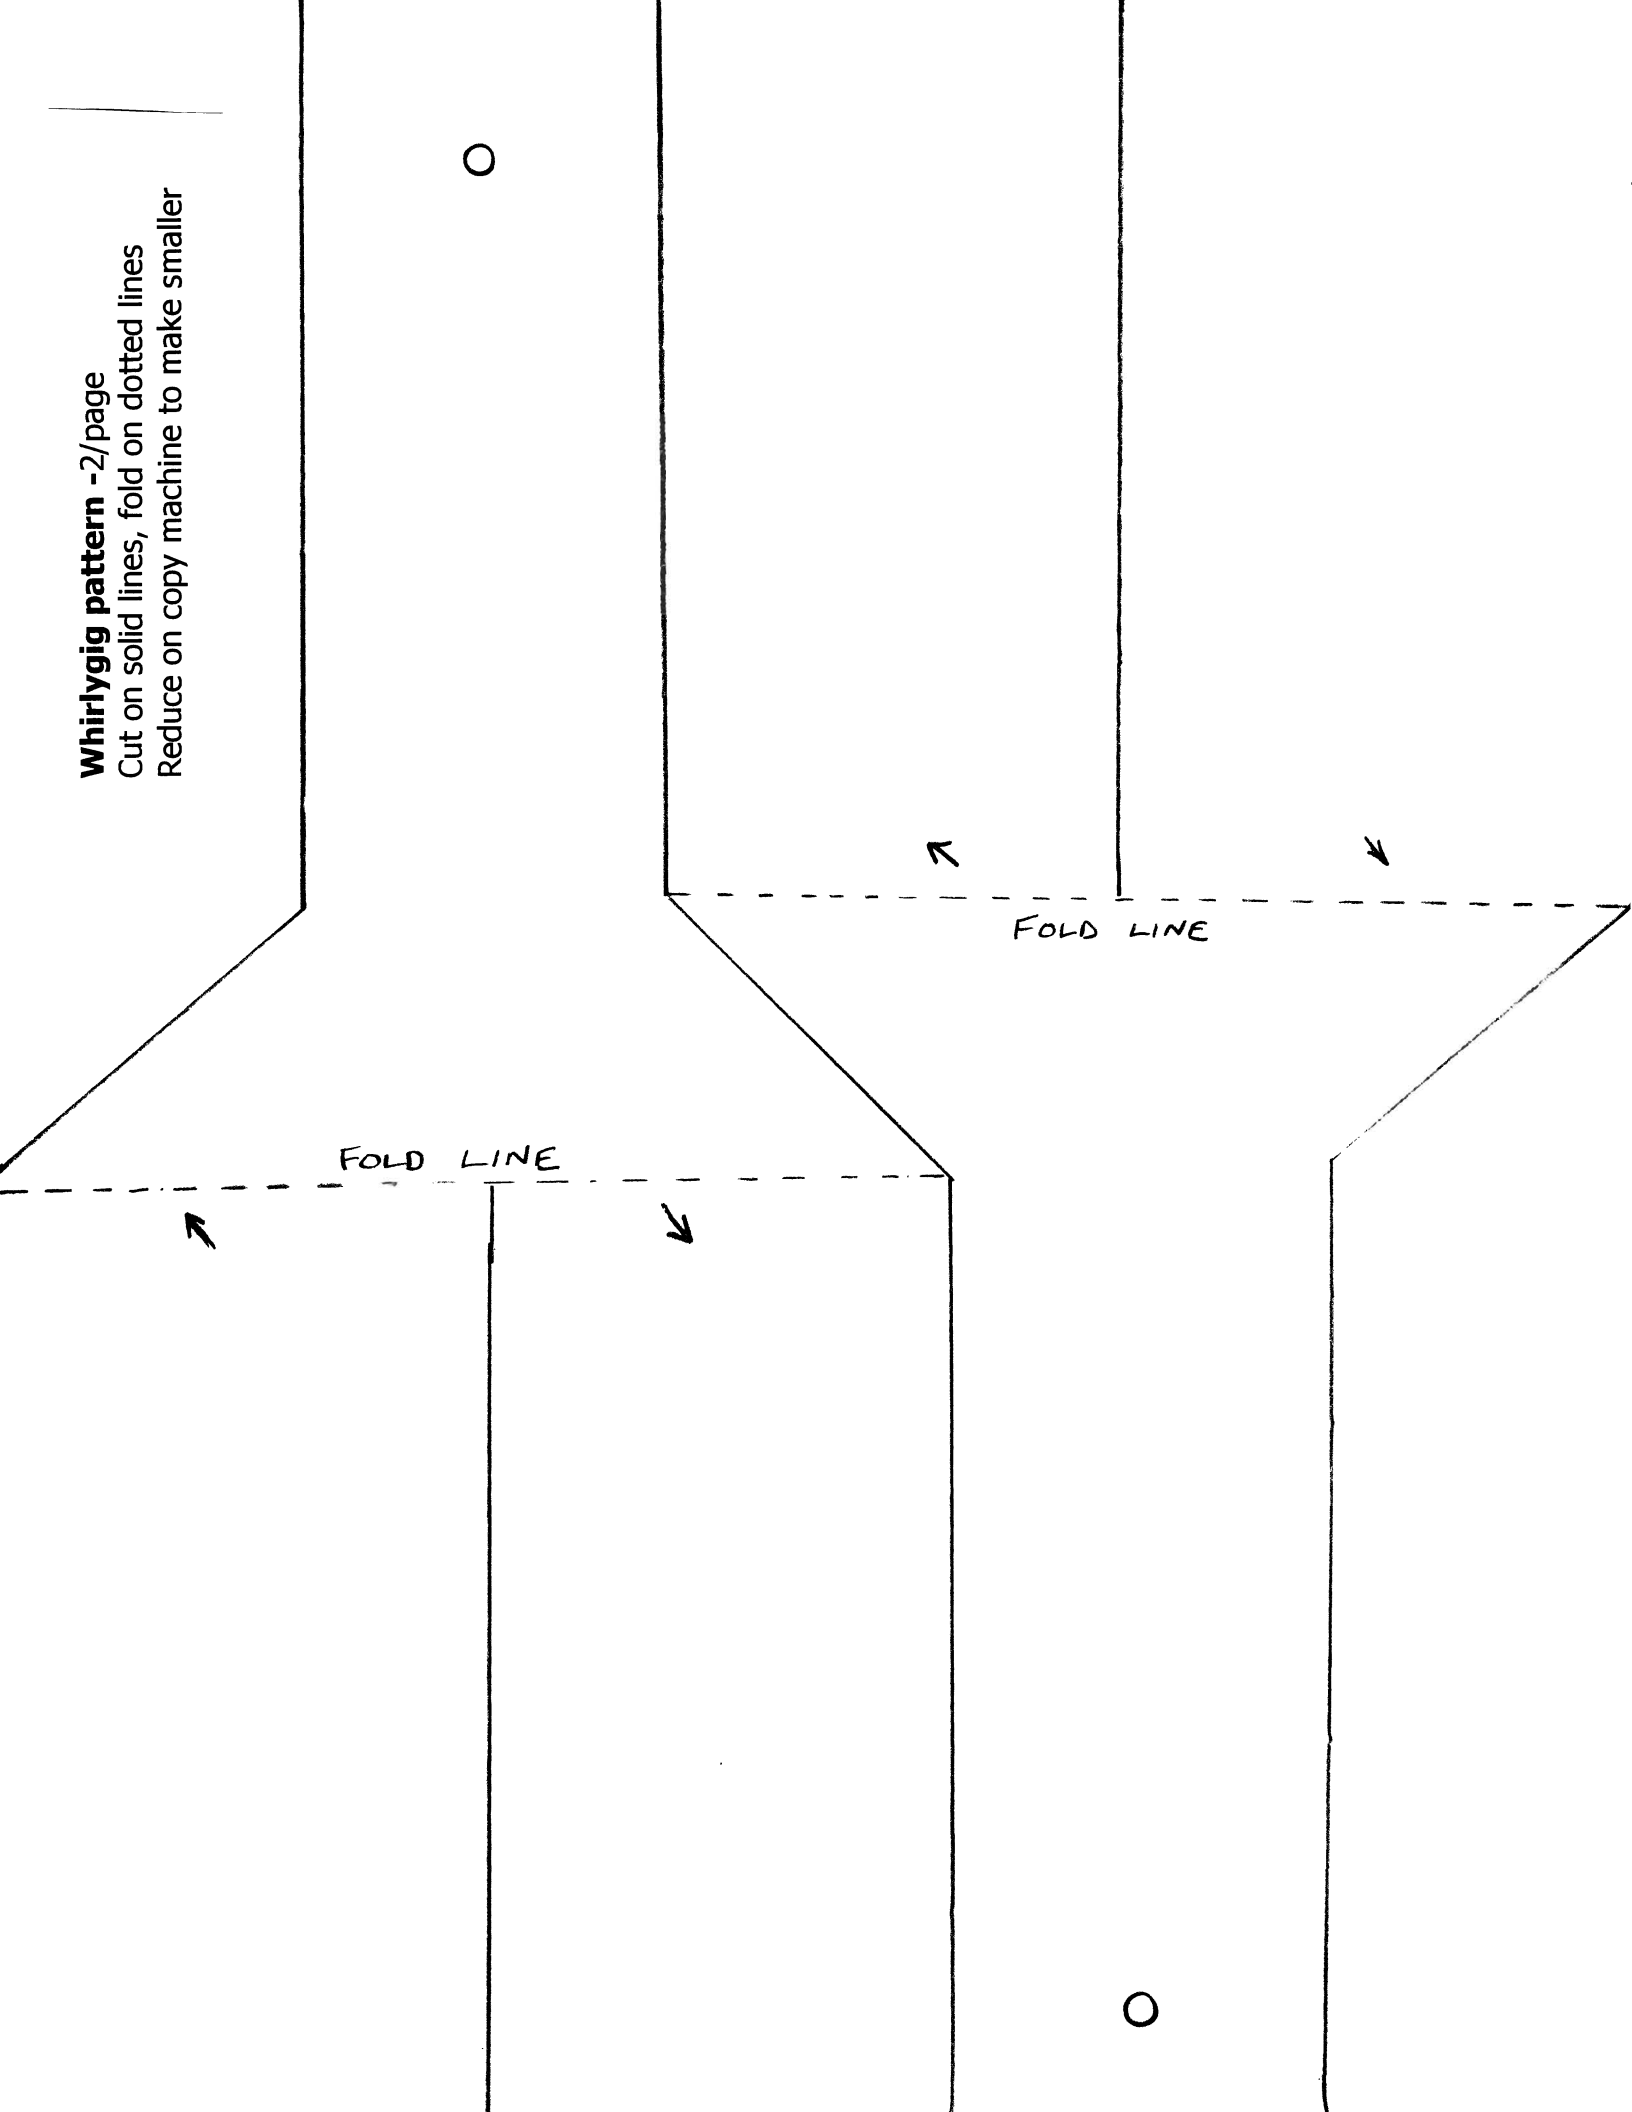 Whirlygig pattern -2/page
Cut on solid lines, fold on dotted lines
Reduce on copy machine to make smaller
FOLD LINE
FOLD LINE